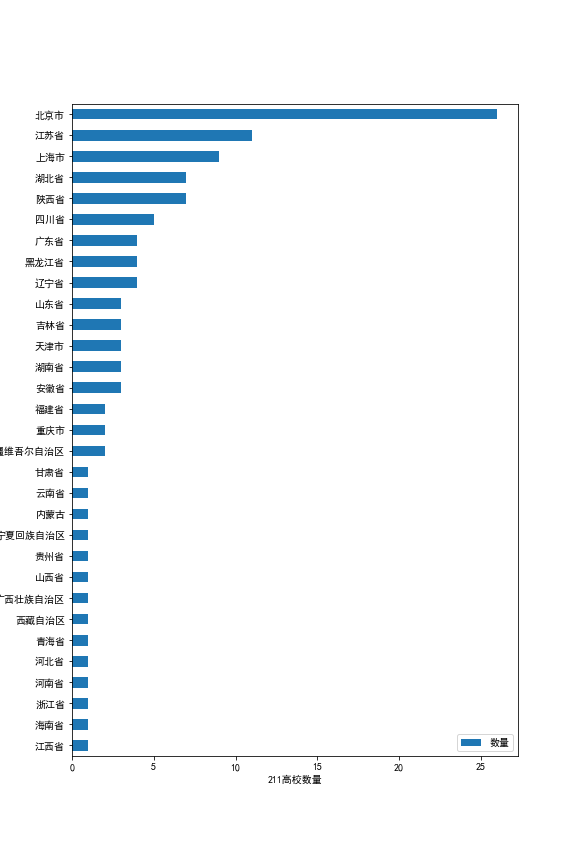 北京市
江苏省
上海市
湖北省
陕西省
四川省
广东省
黑龙江省
辽宁省
山东省
吉林省
天津市
湖南省
安徽省
福建省
重庆市
维吾尔自治区
甘肃省
云南省
内蒙古
宁夏回族自治区
贵州省
山西省
广西壮族自治区
西藏自治区
青海省
河北省
河南省
浙江省
海南省
江西省
数量
0 5 10 15 20 25
211高校数量